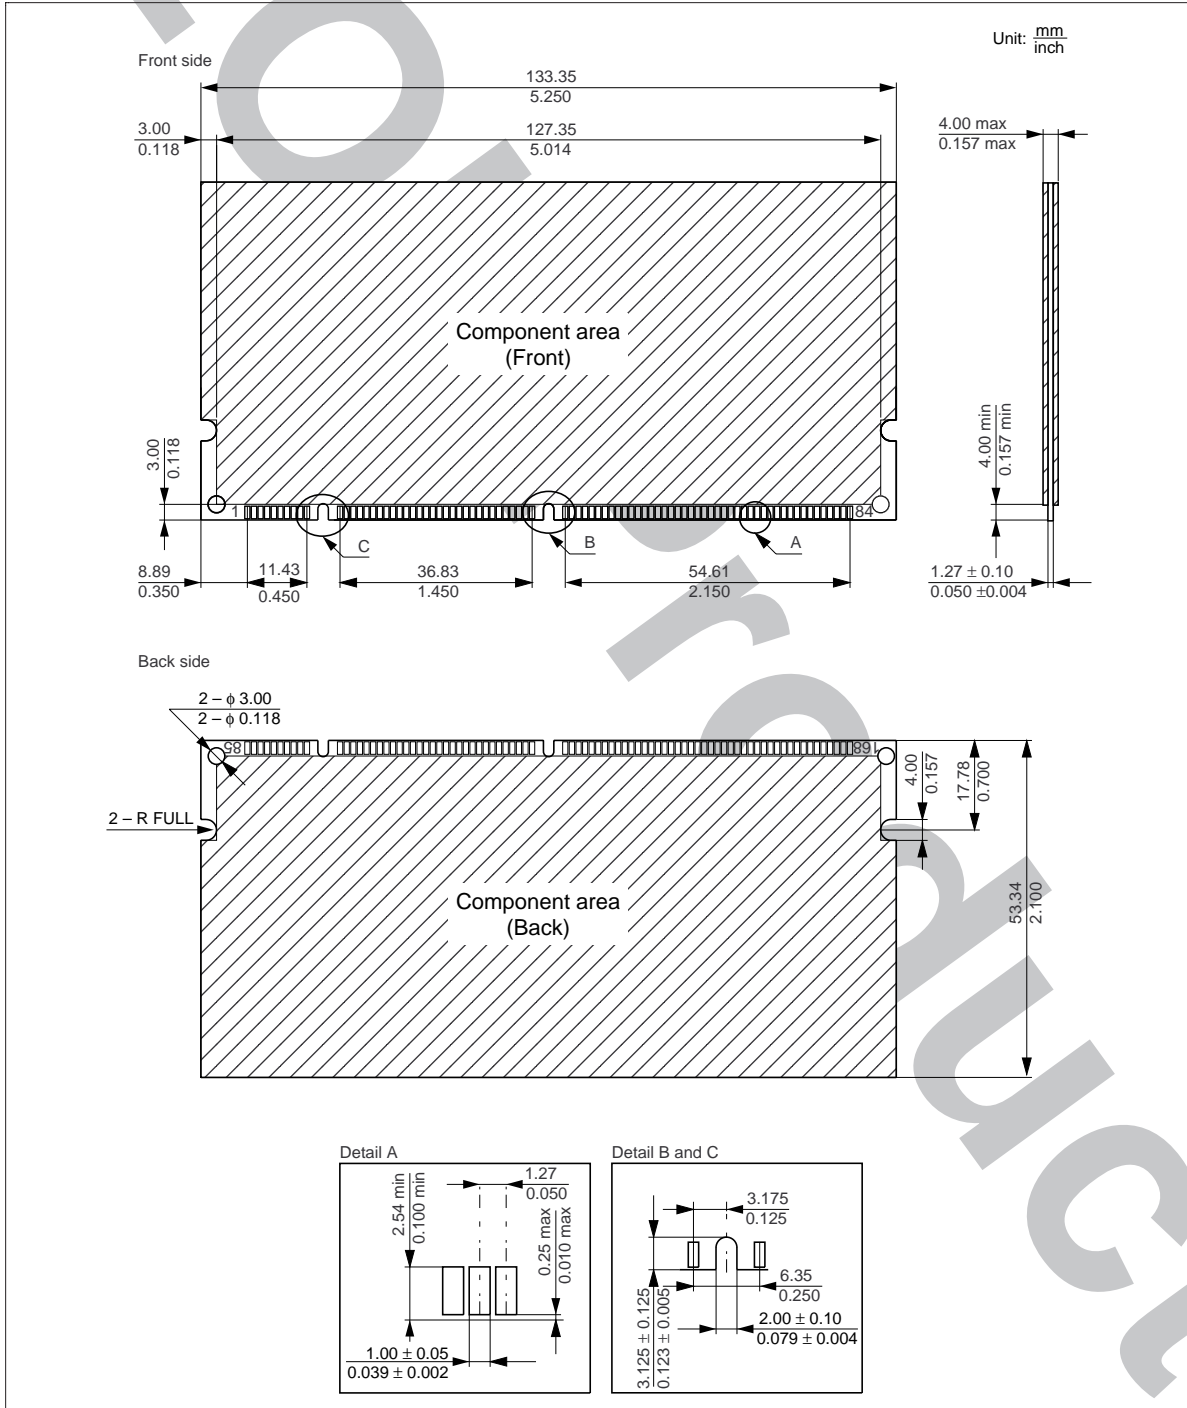 Unit: mm
inch
Front side
133.35
5.250
3.00
0.118
127.35
5.014
4.00 max
0.157 max
Component area
(Front)
3.00
0.118
4.00 min
0.157 min
1
84
C
B
A
8.89
0.350
11.43
0.450
36.83
1.450
54.61
2.150
1.27 ± 0.10
0.050 ±0.004
Back side
2 – ϕ 3.00
2 – ϕ 0.118
85
168
4.00
0.157
17.78
0.700
2 – R FULL
Component area
(Back)
53.34
2.100
Detail A
2.54 min
0.100 min
1.27
0.050
0.25 max
0.010 max
1.00 ± 0.05
0.039 ± 0.002
Detail B and C
3.175
0.125
6.35
0.250
3.125 ± 0.125
0.123 ± 0.005
2.00 ± 0.10
0.079 ± 0.004